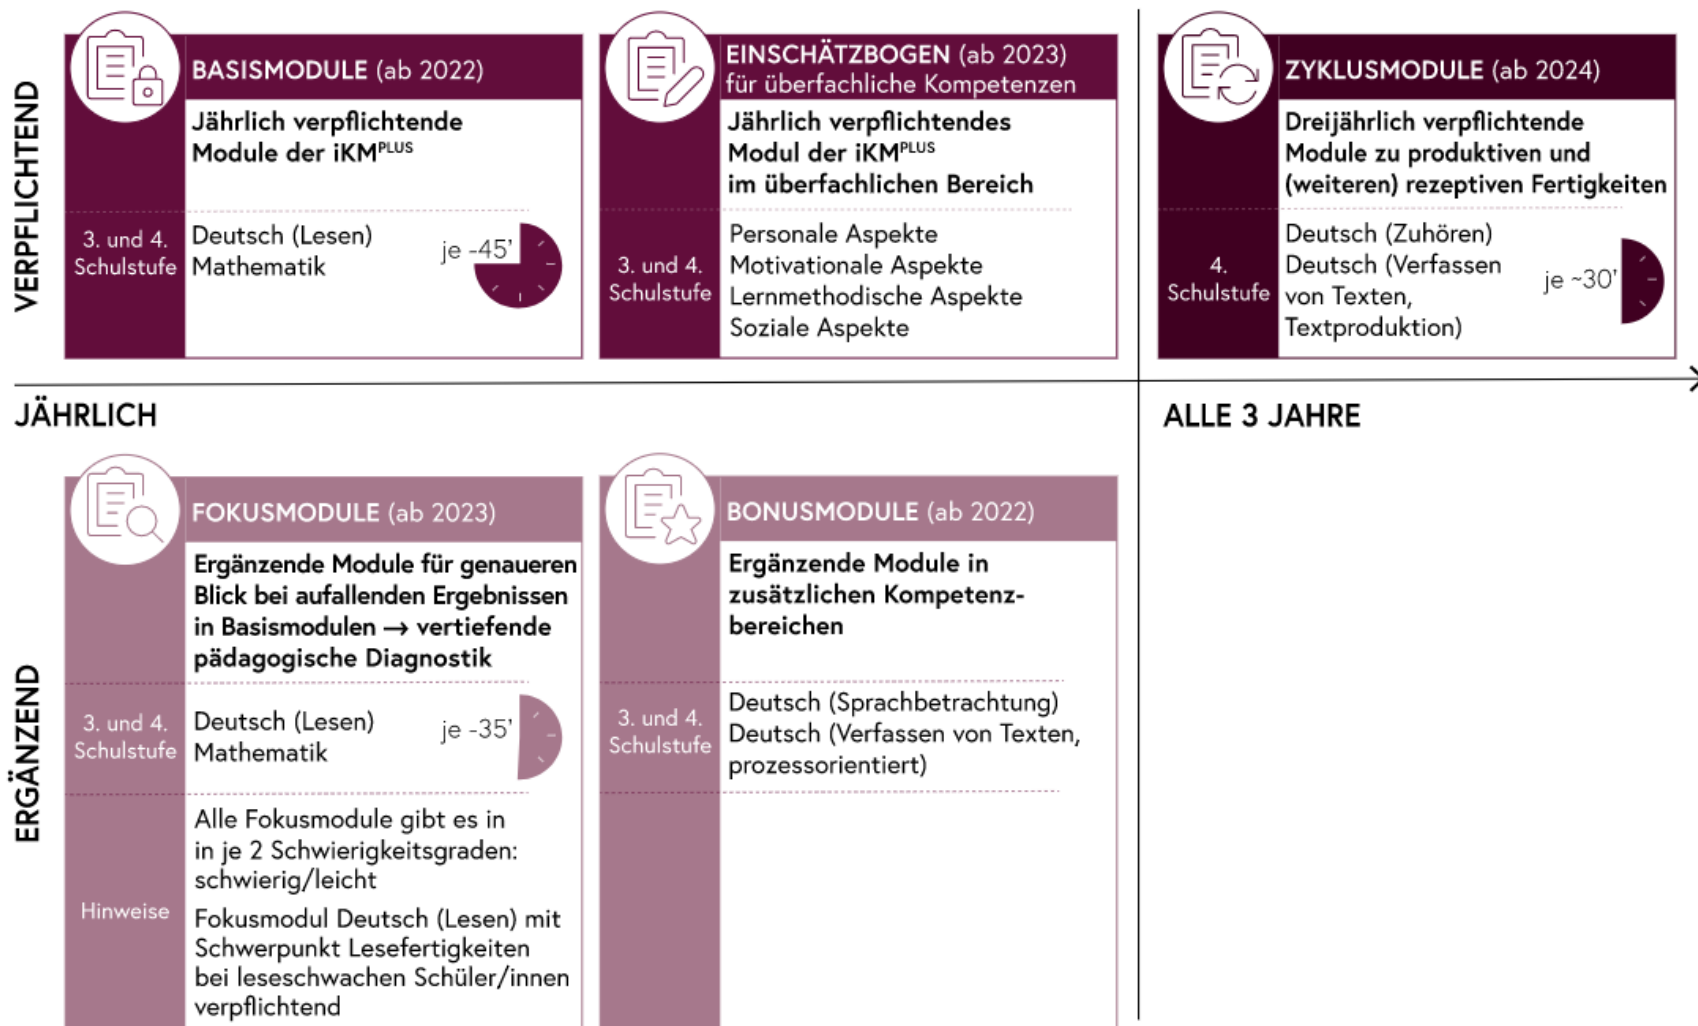 VERPFLICHTEND
BASISMODULE (ab 2022)
Jährlich verpflichtende
Module der iKMPLUS
3. und 4.
Schulstufe
Deutsch (Lesen)
Mathematik
je -45'
EINSCHÄTZBOGEN (ab 2023)
für überfachliche Kompetenzen
Jährlich verpflichtendes
Modul der iKMPLUS
im überfachlichen Bereich
3. und 4.
Schulstufe
Personale Aspekte
Motivationale Aspekte
Lernmethodische Aspekte
Soziale Aspekte
ZYKLUSMODULE (ab 2024)
Dreijährlich verpflichtende
Module zu produktiven und
(weiteren) rezeptiven Fertigkeiten
4.
Schulstufe
Deutsch (Zuhören)
Deutsch (Verfassen
von Texten,
Textproduktion)
je ~30'
JÄHRLICH
ALLE 3 JAHRE
ERGÄNZEND
FOKUSMODULE (ab 2023)
Ergänzende Module für genaueren
Blick bei aufallenden Ergebnissen
in Basismodulen → vertiefende
pädagogische Diagnostik
3. und 4.
Schulstufe
Deutsch (Lesen)
Mathematik
je -35'
Hinweise
Alle Fokusmodule gibt es in
in je 2 Schwierigkeitsgraden:
schwierig/leicht
Fokusmodul Deutsch (Lesen) mit
Schwerpunkt Lesefertigkeiten
bei leseschwachen Schüler/innen
verpflichtend
BONUSMODULE (ab 2022)
Ergänzende Module in
zusätzlichen Kompetenz-
bereichen
3. und 4.
Schulstufe
Deutsch (Sprachbetrachtung)
Deutsch (Verfassen von Texten,
prozessorientiert)